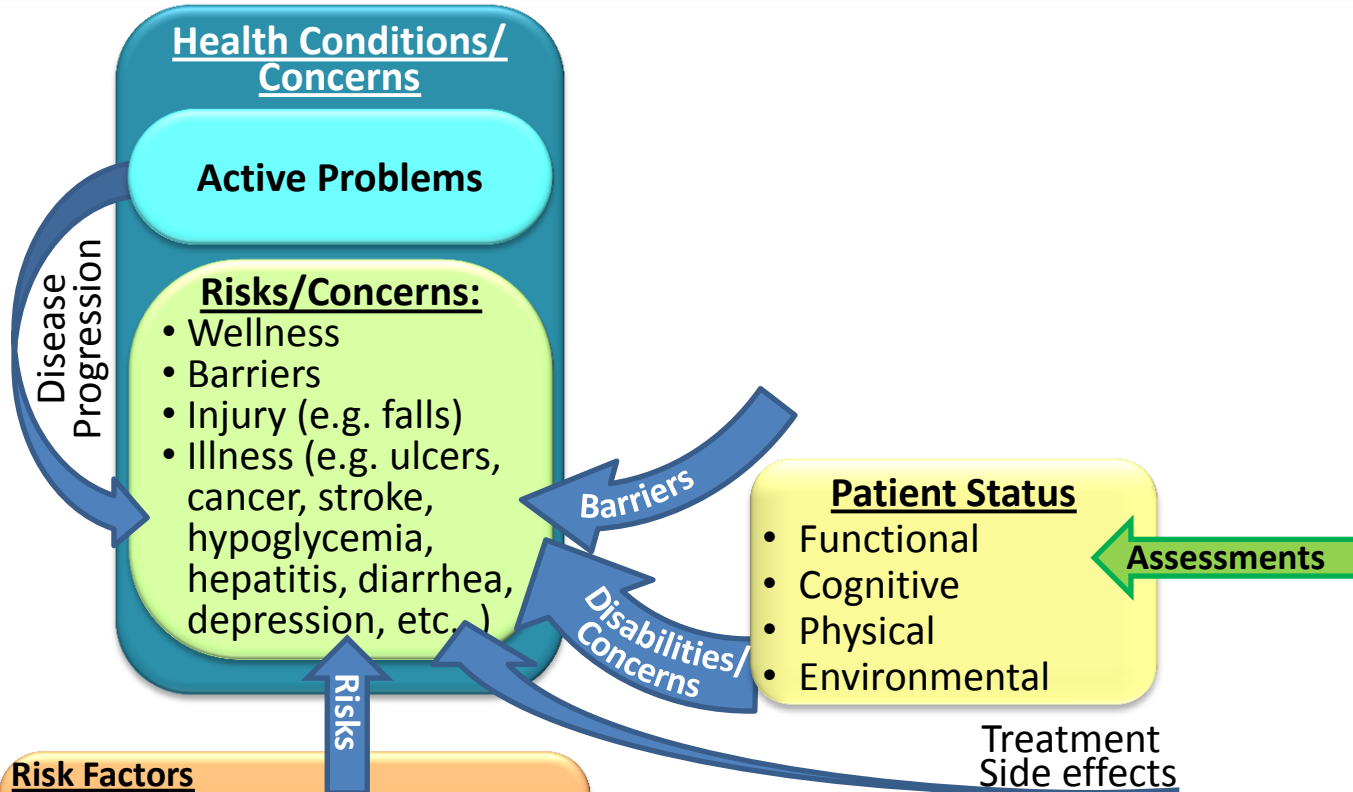 Health Conditions/
Concerns
Active Problems
Disease
Progression
Risks/Concerns:
• Wellness
• Barriers
• Injury (e.g. falls)
• Illness (e.g. ulcers,
cancer, stroke,
hypoglycemia,
hepatitis, diarrhea,
depression, etc…)
Barriers
Patient Status
• Functional
• Cognitive
• Physical
• Environmental
Assessments
Disabilities/
Concerns
Risks
Treatment
Side effects
Risk Factors